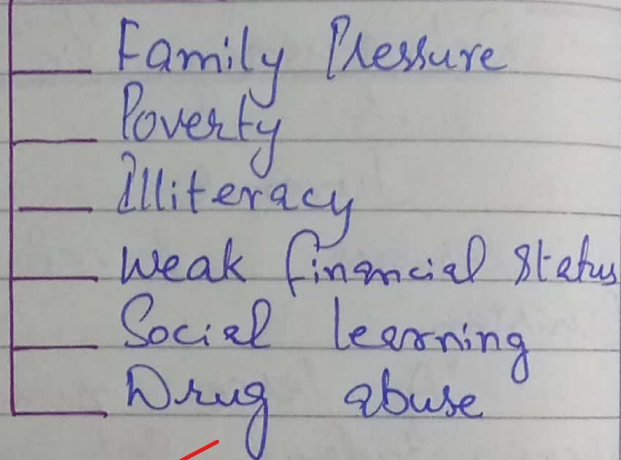 Family Pressure
Poverty
Illiteracy
Weak financial status
Social learning
Drug abuse